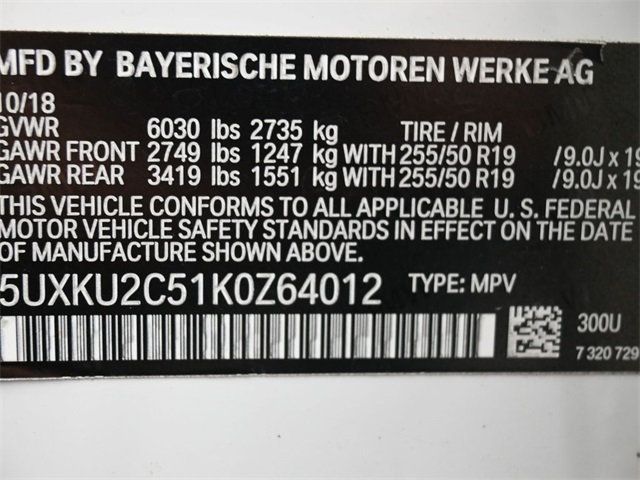 MFD BY BAYERISCHE MOTOREN WERKE AG
10/18
GVWR 6030 lbs 2735 kg TIRE / RIM
GAWR FRONT 2749 lbs 1247 kg WITH 255/50 R19 /9.0J x 19
GAWR REAR 3419 lbs 1551 kg WITH 255/50 R19 /9.0J x 19
THIS VEHICLE CONFORMS TO ALL APPLICABLE U. S. FEDERAL
MOTOR VEHICLE SAFETY STANDARDS IN EFFECT ON THE DATE
OF MANUFACTURE SHOWN ABOVE.
5UXKU2C51K0Z64012 TYPE: MPV
300U
7 320 729